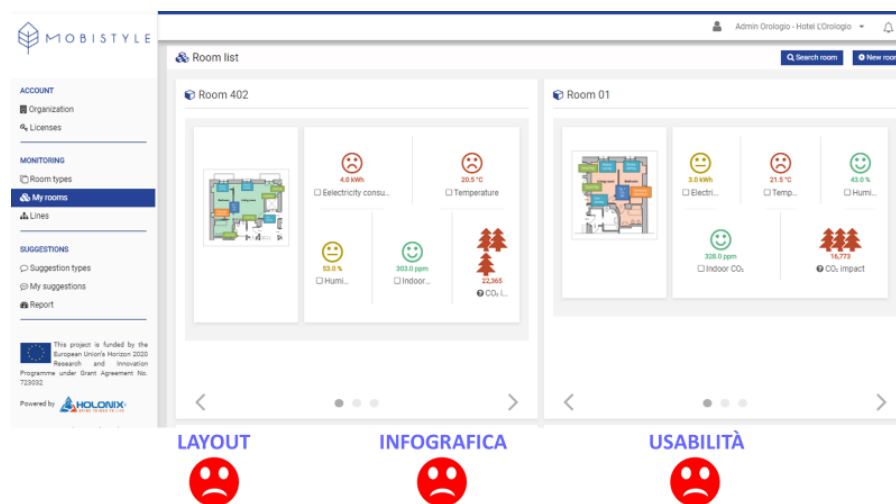 MOBISTYLE
Admin Orologio - Hotel L'Orologio
Room list
Search room
New room
ACCOUNT
Organization
Licenses
MONITORING
Room types
My rooms
Lines
SUGGESTIONS
Suggestion types
My suggestions
Report
This project is funded by the
European Union's Horizon 2020
Research and Innovation
Programme under Grant Agreement No.
723032
Powered by HOLONIX
Room 402
4.0 kWh
Eelectricity consu...
20.5 °C
Temperature
53.0 %
Humi...
303.0 ppm
Indoor...
22,365
CO₂ i...
Room 01
3.0 kWh
Electri...
21.5 °C
Temp...
43.0 %
Humi...
328.0 ppm
Indoor CO₂
16,773
CO₂ impact
LAYOUT
INFOGRAFICA
USABILITÀ